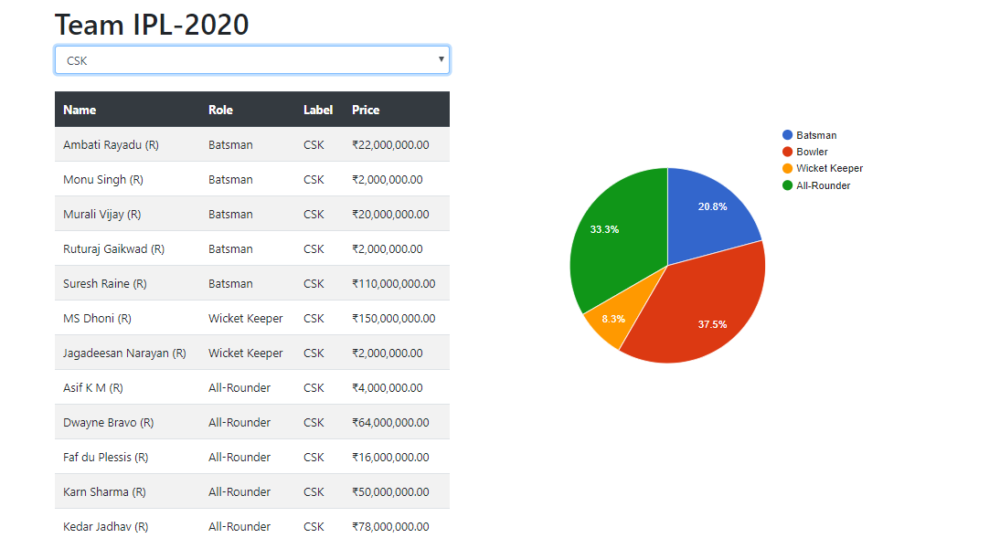 Team IPL-2020
CSK
Name Role Label Price
Ambati Rayadu (R) Batsman CSK ₹22,000,000.00
Monu Singh (R) Batsman CSK ₹2,000,000.00
Murali Vijay (R) Batsman CSK ₹20,000,000.00
Ruturaj Gaikwad (R) Batsman CSK ₹2,000,000.00
Suresh Raine (R) Batsman CSK ₹110,000,000.00
MS Dhoni (R) Wicket Keeper CSK ₹150,000,000.00
Jagadeesan Narayan (R) Wicket Keeper CSK ₹2,000,000.00
Asif K M (R) All-Rounder CSK ₹4,000,000.00
Dwayne Bravo (R) All-Rounder CSK ₹64,000,000.00
Faf du Plessis (R) All-Rounder CSK ₹16,000,000.00
Karn Sharma (R) All-Rounder CSK ₹50,000,000.00
Kedar Jadhav (R) All-Rounder CSK ₹78,000,000.00
Batsman
Bowler
Wicket Keeper
All-Rounder
20.8%
33.3%
8.3%
37.5%